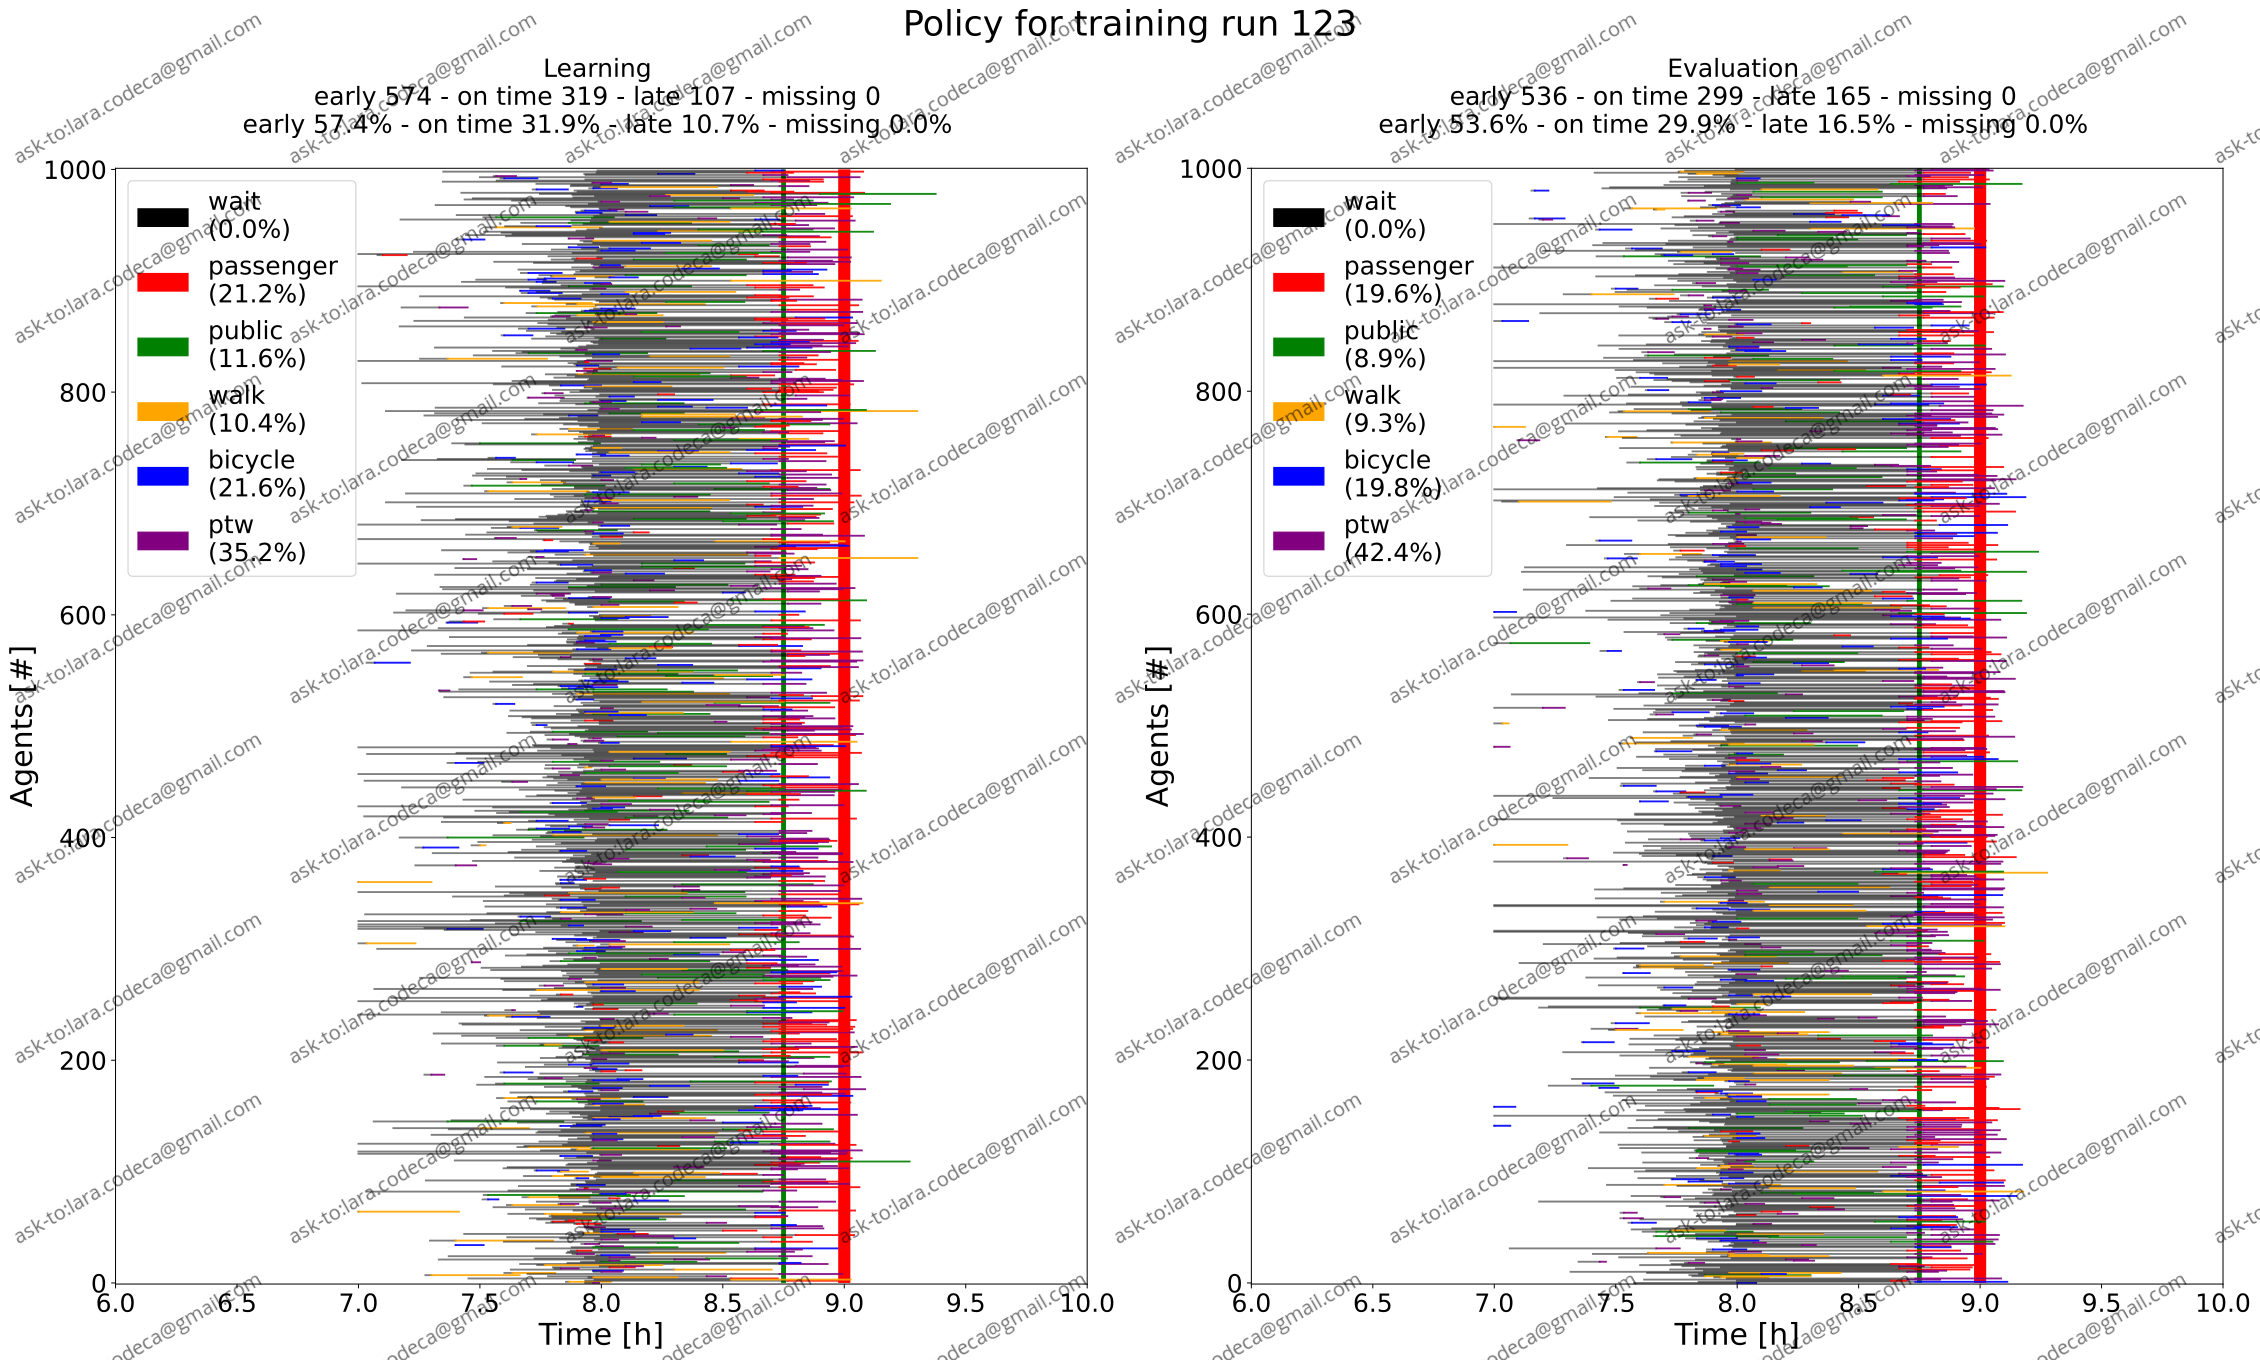 Policy for training run 123
Learning
early 574 - on time 319 - late 107 - missing 0
early 57.4% - on time 31.9% - late 10.7% - missing 0.0%
1000
800
600
400
200
0
Agents [#]
wait
(0.0%)
passenger
(21.2%)
public
(11.6%)
walk
(10.4%)
bicycle
(21.6%)
ptw
(35.2%)
6.0 6.5 7.0 7.5 8.0 8.5 9.0 9.5 10.0
Time [h]
Evaluation
early 536 - on time 299 - late 165 - missing 0
early 53.6% - on time 29.9% - late 16.5% - missing 0.0%
1000
800
600
400
200
0
Agents [#]
wait
(0.0%)
passenger
(19.6%)
public
(8.9%)
walk
(9.3%)
bicycle
(19.8%)
ptw
(42.4%)
6.0 6.5 7.0 7.5 8.0 8.5 9.0 9.5 10.0
Time [h]
ask-to:lara.codeca@gmail.com